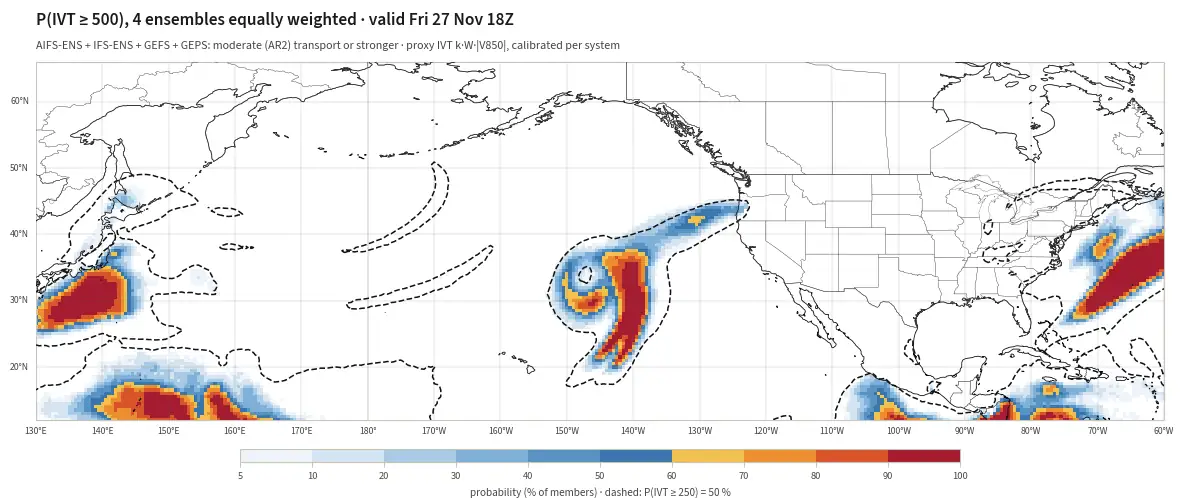 P(IVT ≥ 500), 4 ensembles equally weighted · valid Fri 27 Nov 18Z
AIFS-ENS + IFS-ENS + GEFS + GEPS: moderate (AR2) transport or stronger · proxy IVT k·W·|V850|, calibrated per system
60°N
50°N
40°N
30°N
20°N
130°E 140°E 150°E 160°E 170°E 180° 170°W 160°W 150°W 140°W 130°W 120°W 110°W 100°W 90°W 80°W 70°W 60°W
5 10 20 30 40 50 60 70 80 90 100
probability (% of members) · dashed: P(IVT ≥ 250) = 50 %